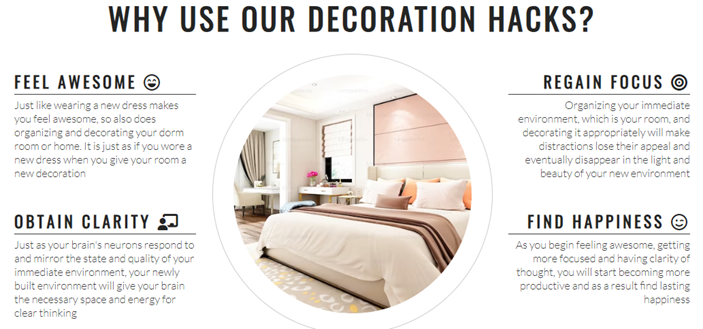 WHY USE OUR DECORATION HACKS?
FEEL AWESOME
Just like wearing a new dress makes
you feel awesome, so also does
organizing and decorating your dorm
room or home. It is just as if you wore a
new dress when you give your room a
new decoration
OBTAIN CLARITY
Just as your brain's neurons respond to
and mirror the state and quality of your
immediate environment, your newly
built environment will give your brain
the necessary space and energy for
clear thinking
REGAIN FOCUS
Organizing your immediate
environment, which is your room, and
decorating it appropriately will make
distractions lose their appeal and
eventually disappear in the light and
beauty of your new environment
FIND HAPPINESS
As you begin feeling awesome, getting
more focused and having clarity of
thought, you will start becoming more
productive and as a result find lasting
happiness